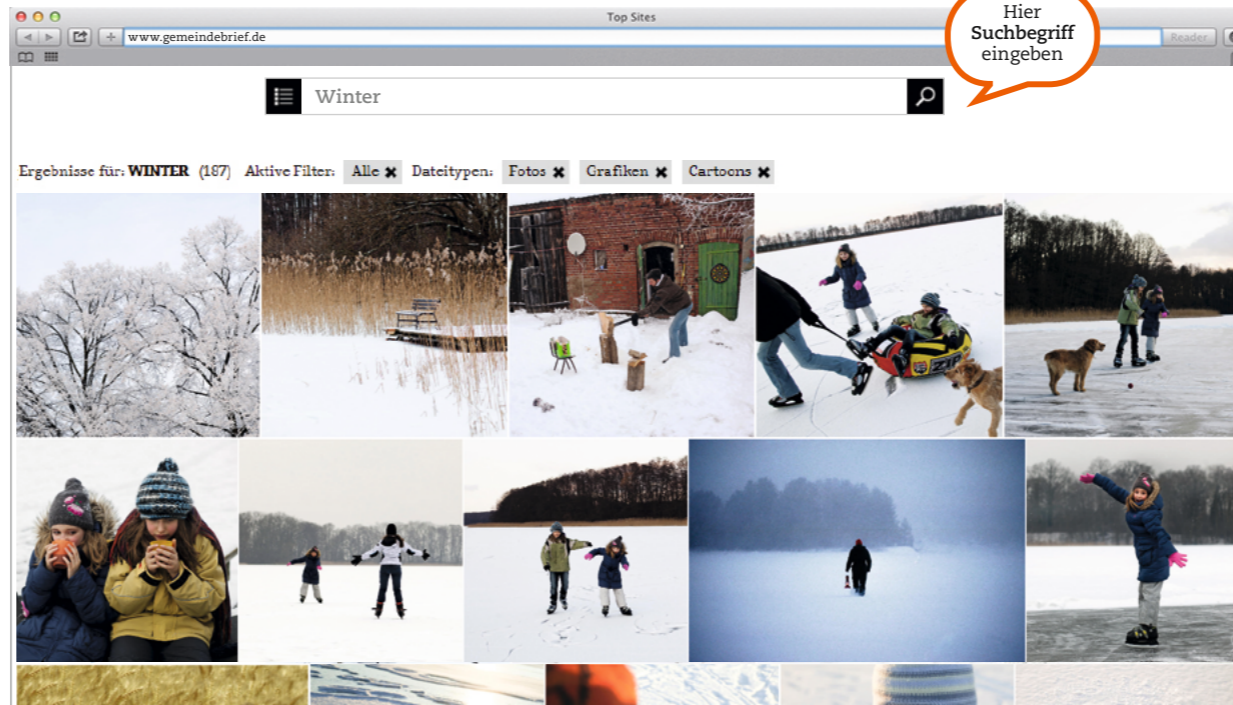 Top Sites
www.gemeindebrief.de
Reader
Hier
Suchbegriff
eingeben
Winter
Ergebnisse für: WINTER (187) Aktive Filter: Alle ✖ Dateitypen: Fotos ✖ Grafiken ✖ Cartoons ✖